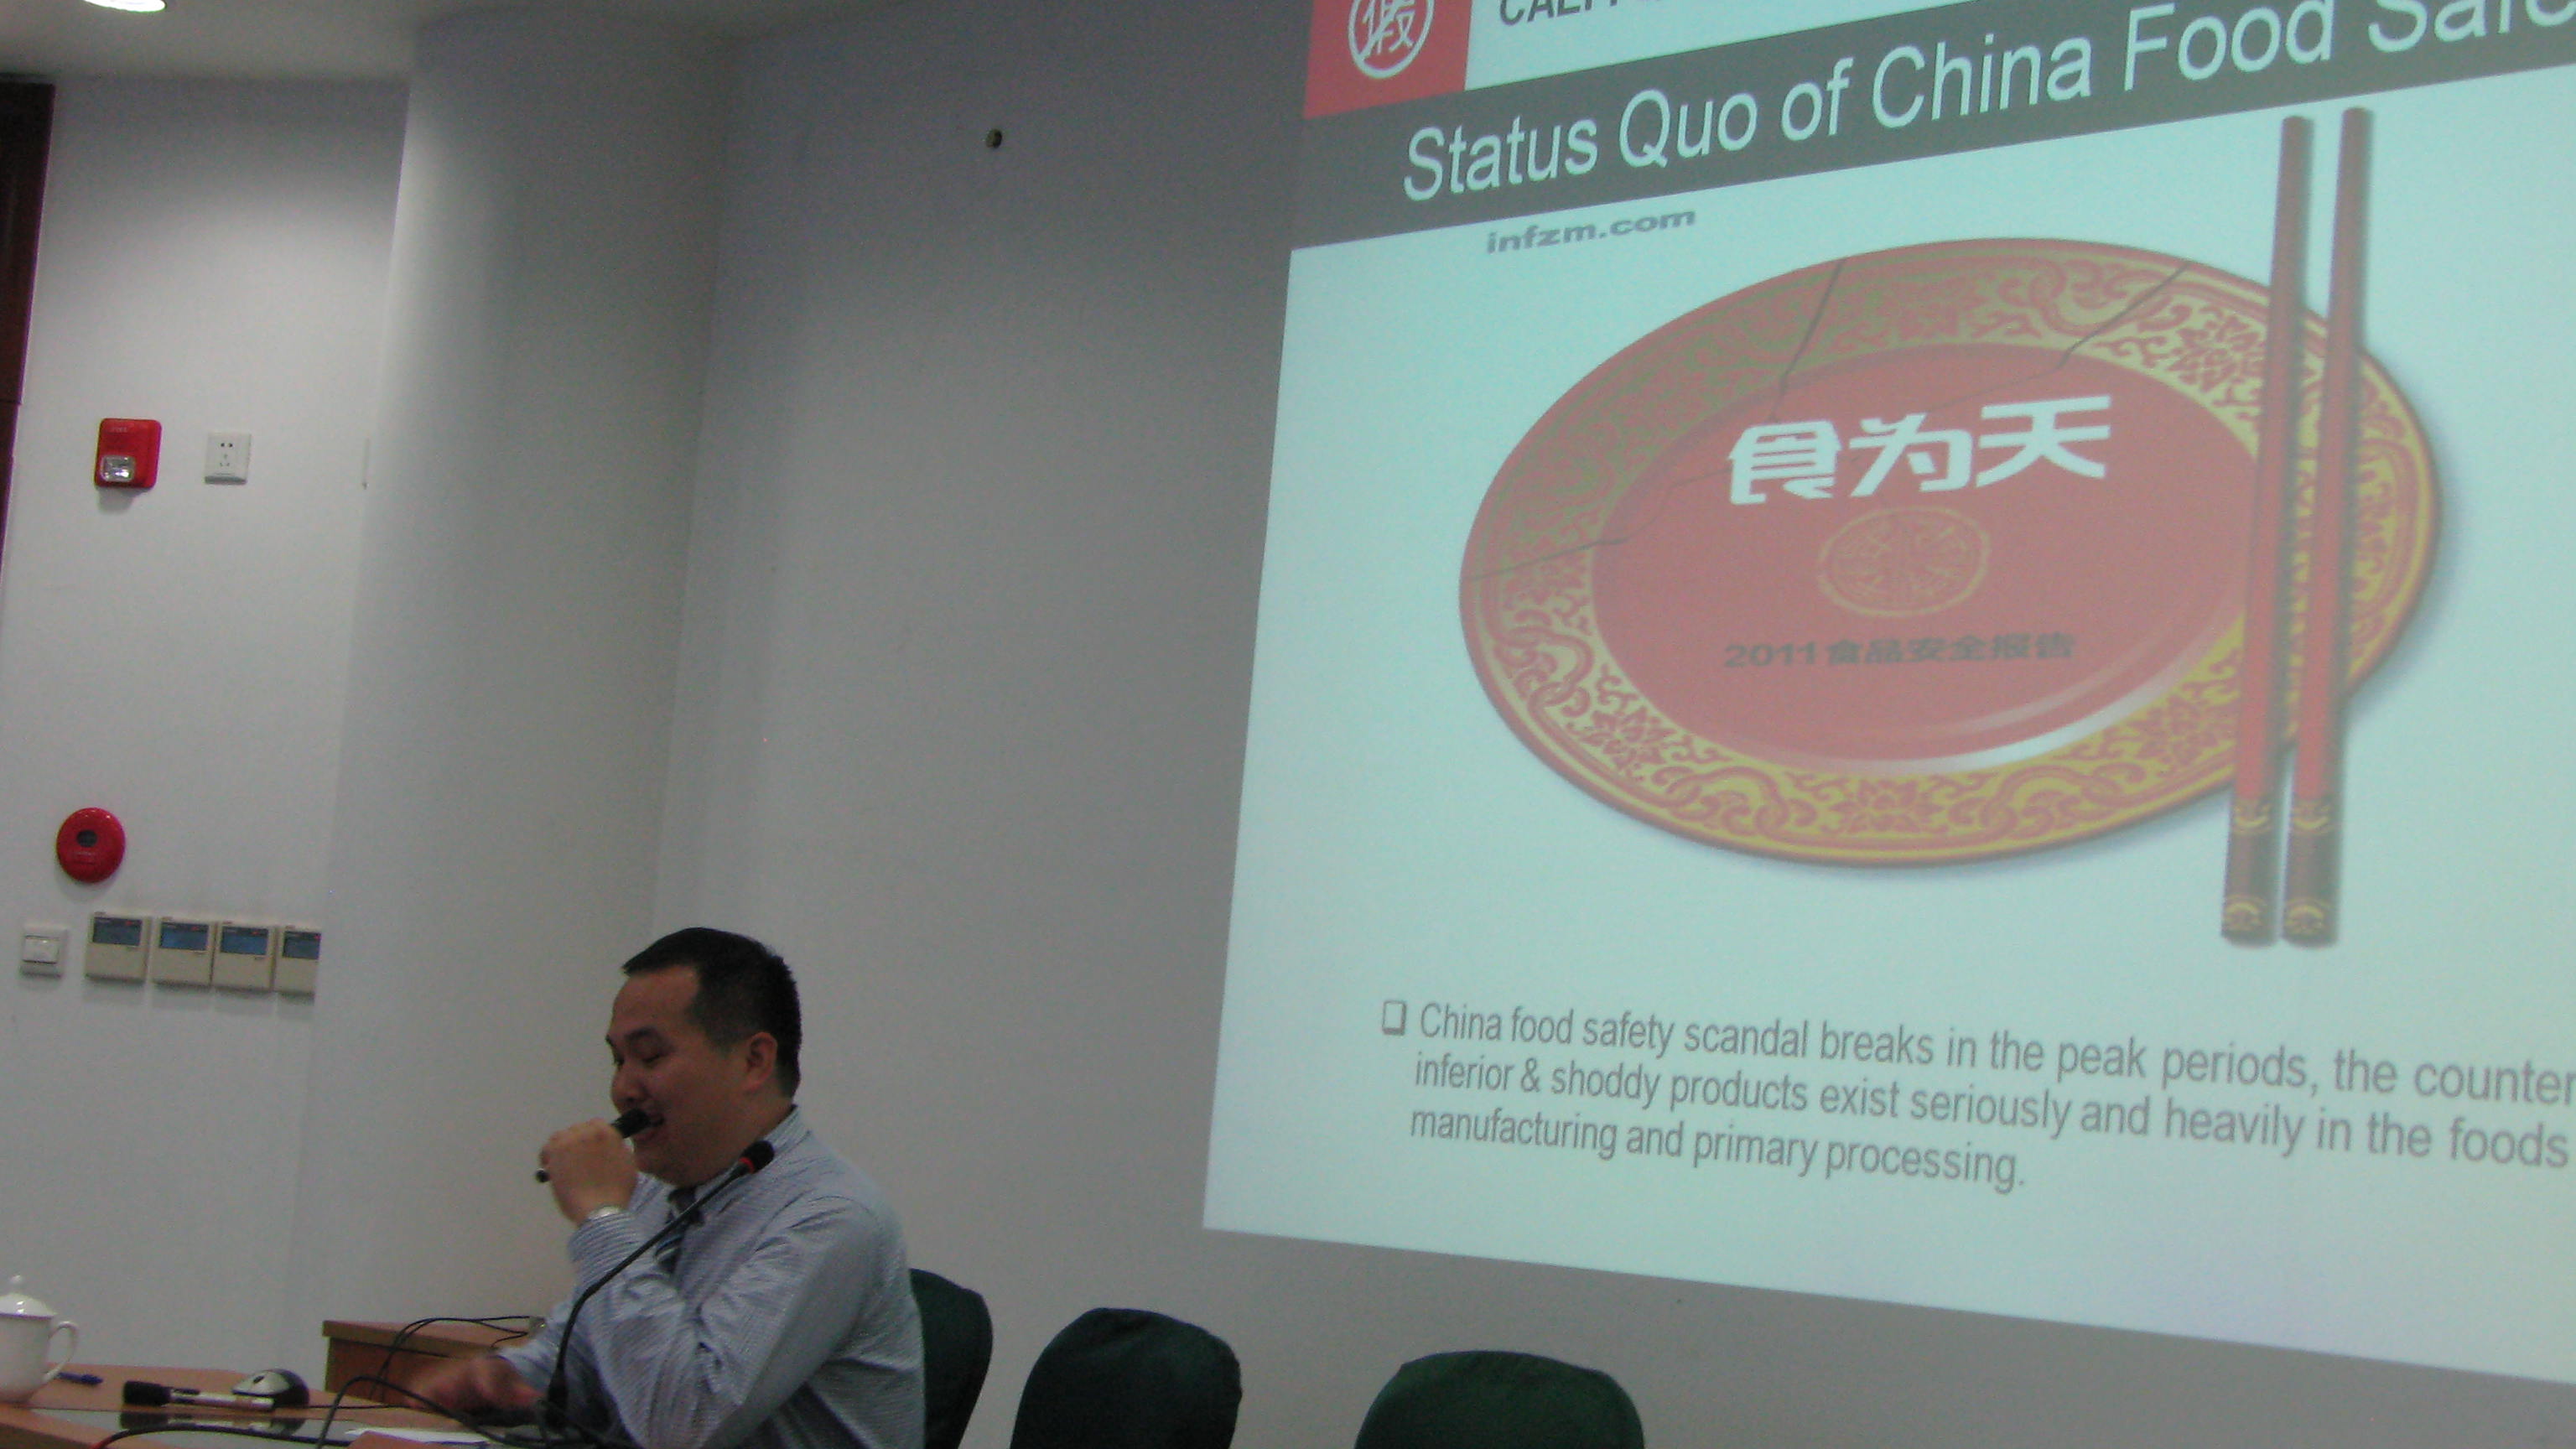 假
Status Quo of China Food Safe
infzm.com
食为天
2011食品安全报告
❑ China food safety scandal breaks in the peak periods, the counter
inferior & shoddy products exist seriously and heavily in the foods
manufacturing and primary processing.